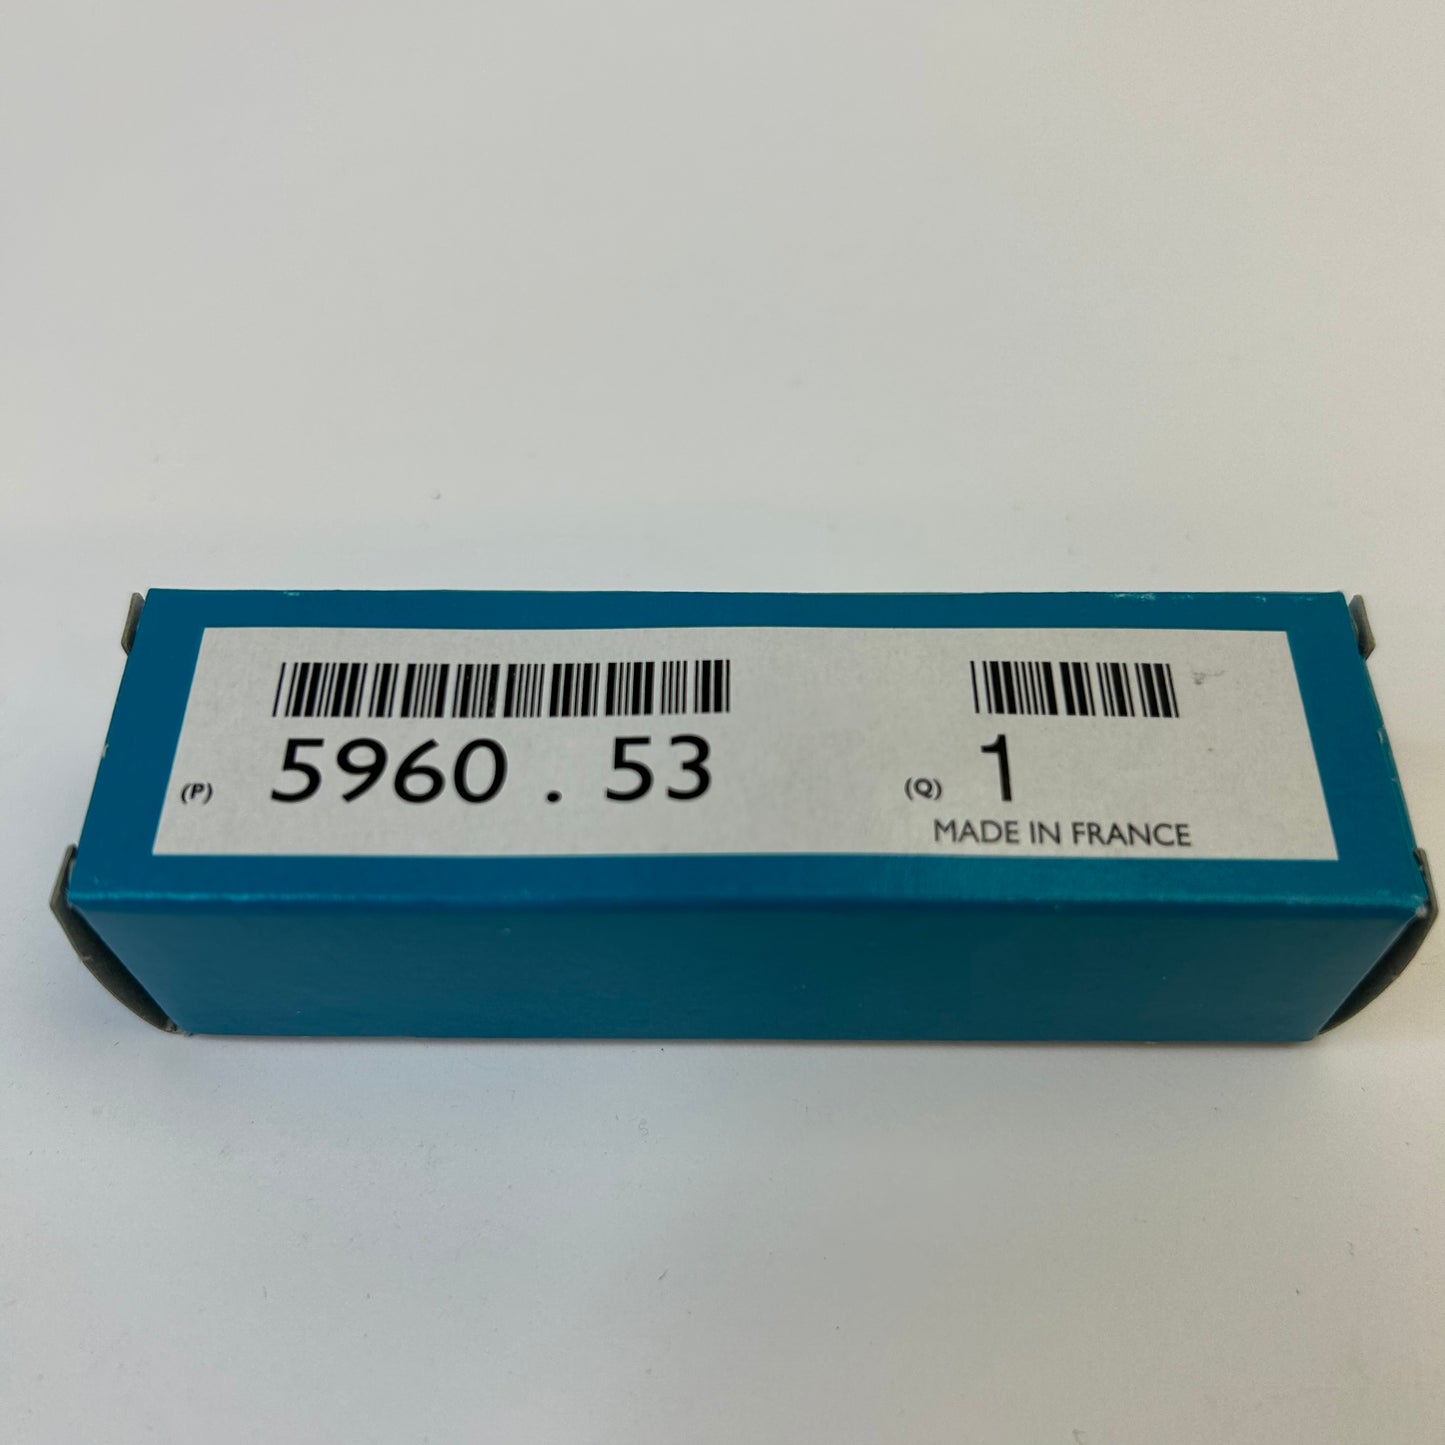 (P) 5960 . 53
(Q) 1
MADE IN FRANCE